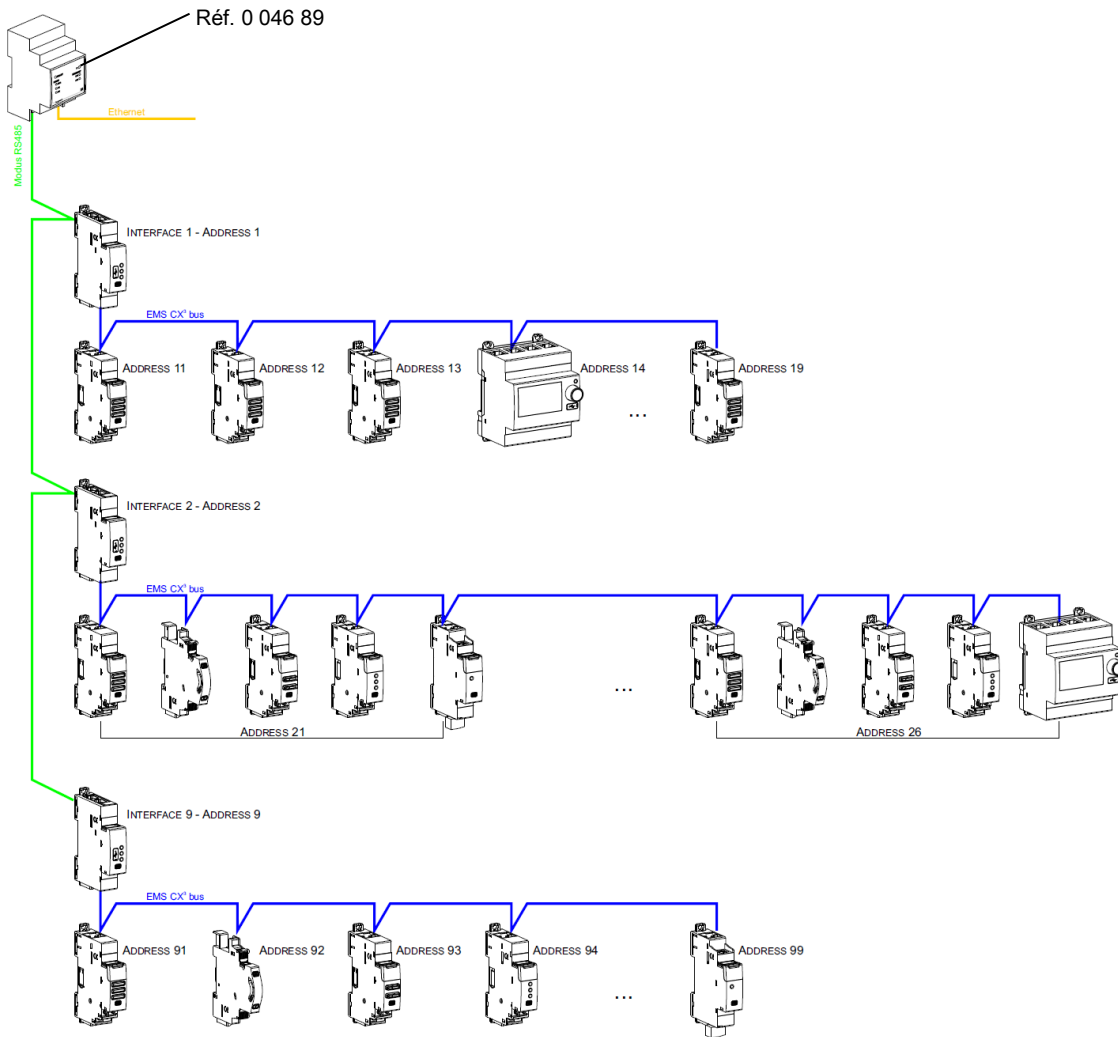 Réf. 0 046 89
Ethernet
Modus RS485
INTERFACE 1 - ADDRESS 1
EMS CX³ bus
ADDRESS 11
ADDRESS 12
ADDRESS 13
ADDRESS 14
...
ADDRESS 19
INTERFACE 2 - ADDRESS 2
EMS CX³ bus
...
ADDRESS 21
ADDRESS 26
INTERFACE 9 - ADDRESS 9
EMS CX³ bus
ADDRESS 91
ADDRESS 92
ADDRESS 93
ADDRESS 94
...
ADDRESS 99